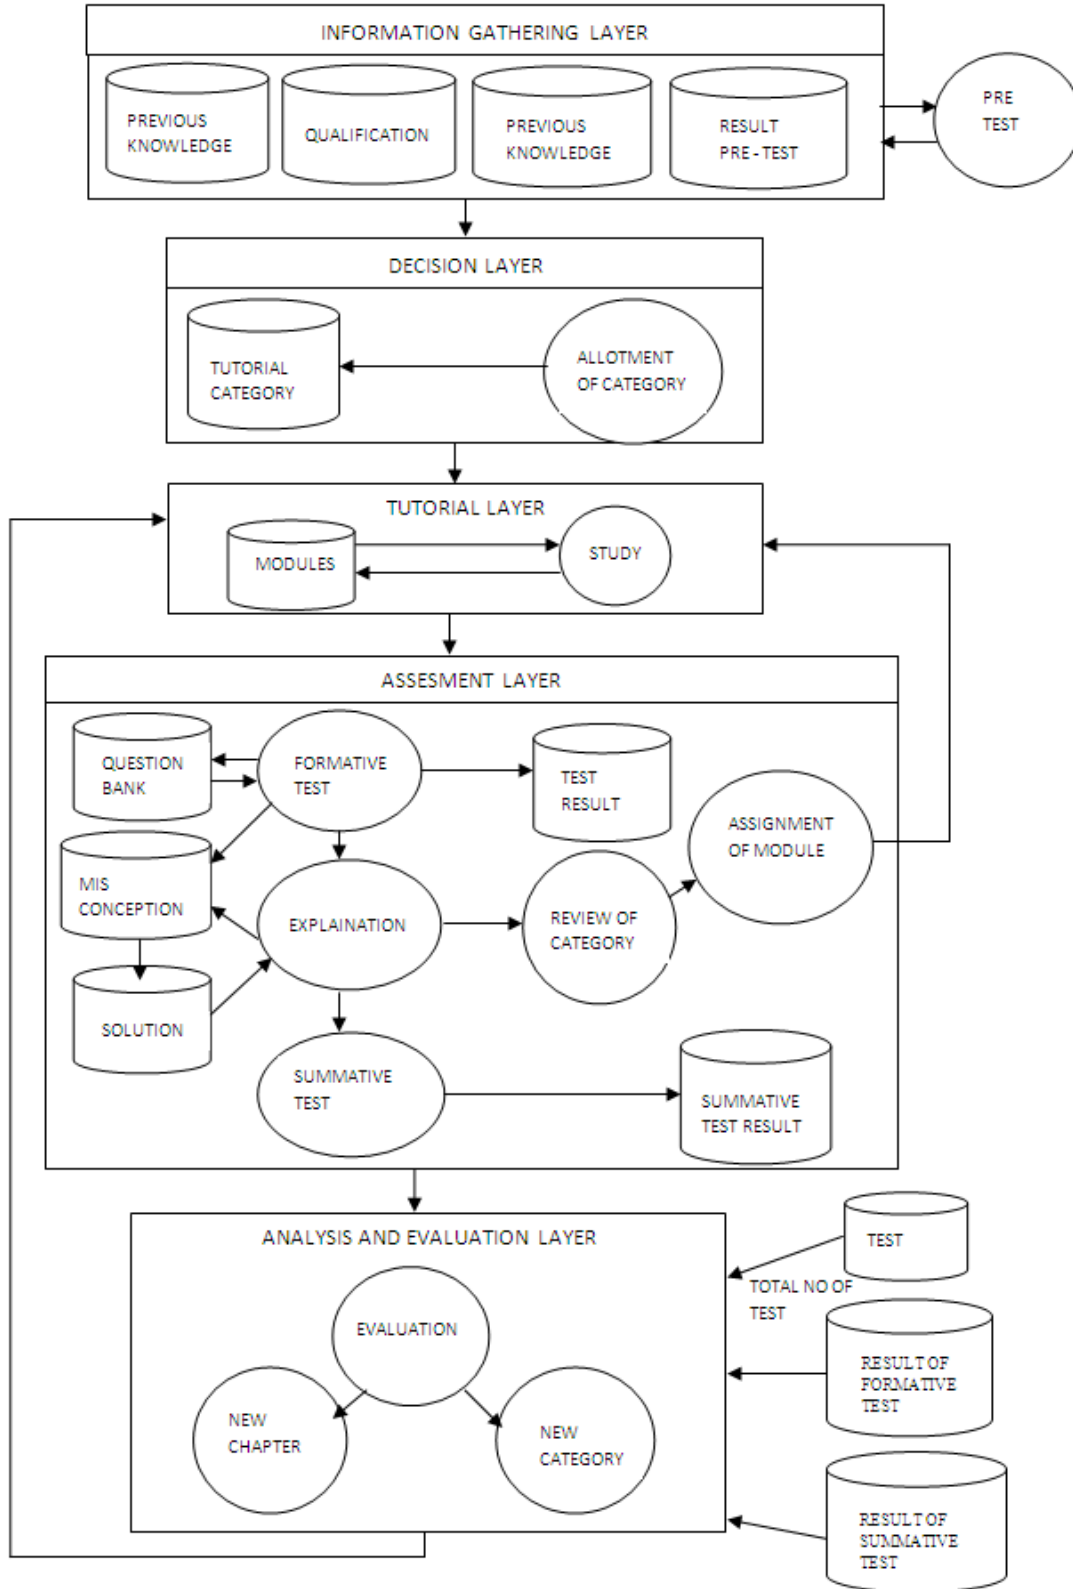 INFORMATION GATHERING LAYER
PREVIOUS
KNOWLEDGE
QUALIFICATION
PREVIOUS
KNOWLEDGE
RESULT
PRE - TEST
PRE
TEST
DECISION LAYER
TUTORIAL
CATEGORY
ALLOTMENT
OF CATEGORY
TUTORIAL LAYER
MODULES
STUDY
ASSESMENT LAYER
QUESTION
BANK
FORMATIVE
TEST
TEST
RESULT
ASSIGNMENT
OF MODULE
MIS
CONCEPTION
EXPLAINATION
REVIEW OF
CATEGORY
SOLUTION
SUMMATIVE
TEST
SUMMATIVE
TEST RESULT
ANALYSIS AND EVALUATION LAYER
TEST
TOTAL NO OF
TEST
EVALUATION
RESULT OF
FORMATIVE
TEST
NEW
CHAPTER
NEW
CATEGORY
RESULT OF
SUMMATIVE
TEST